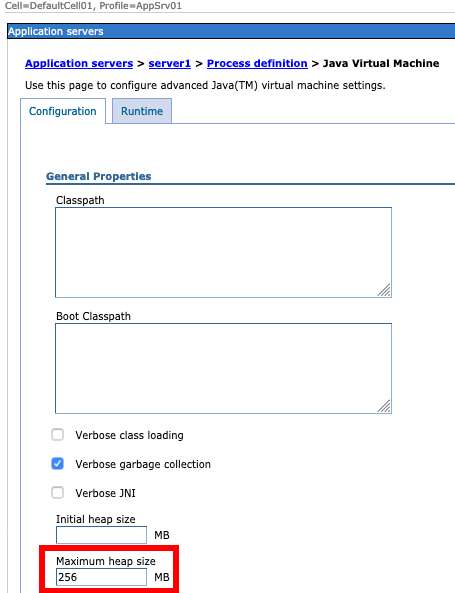 Cell=DefaultCell01, Profile=AppSrv01
Application servers
Application servers > server1 > Process definition > Java Virtual Machine
Use this page to configure advanced Java(TM) virtual machine settings.
Configuration Runtime
General Properties
Classpath
Boot Classpath
Verbose class loading
Verbose garbage collection
Verbose JNI
Initial heap size
MB
Maximum heap size
256 MB